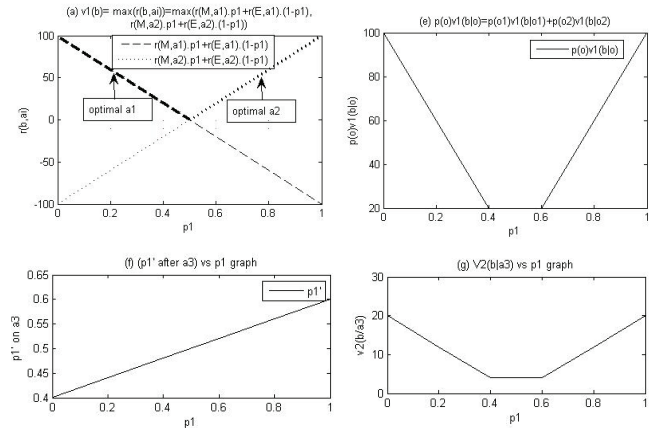 (a) v1(b)= max(r(b,ai))=max(r(M,a1).p1+r(E,a1).(1-p1),
r(M,a2).p1+r(E,a2).(1-p1))
100
50
0
-50
-100
r(b,ai)
r(M,a1).p1+r(E,a1).(1-p1)
r(M,a2).p1+r(E,a2).(1-p1)
optimal a1
optimal a2
0 0.2 0.4 0.6 0.8 1
p1
(e) p(o)v1(b|o)=p(o1)v1(b|o1)+p(o2)v1(b|o2)
100
80
60
40
20
p(o)v1(b|o)
p(o)v1(b|o)
0 0.2 0.4 0.6 0.8 1
p1
(f) (p1' after a3) vs p1 graph
0.65
0.6
0.55
0.5
0.45
0.4
p1' on a3
p1'
0 0.2 0.4 0.6 0.8 1
p1
(g) V2(b|a3) vs p1 graph
30
20
10
0
v2(b/a3)
0 0.2 0.4 0.6 0.8 1
p1